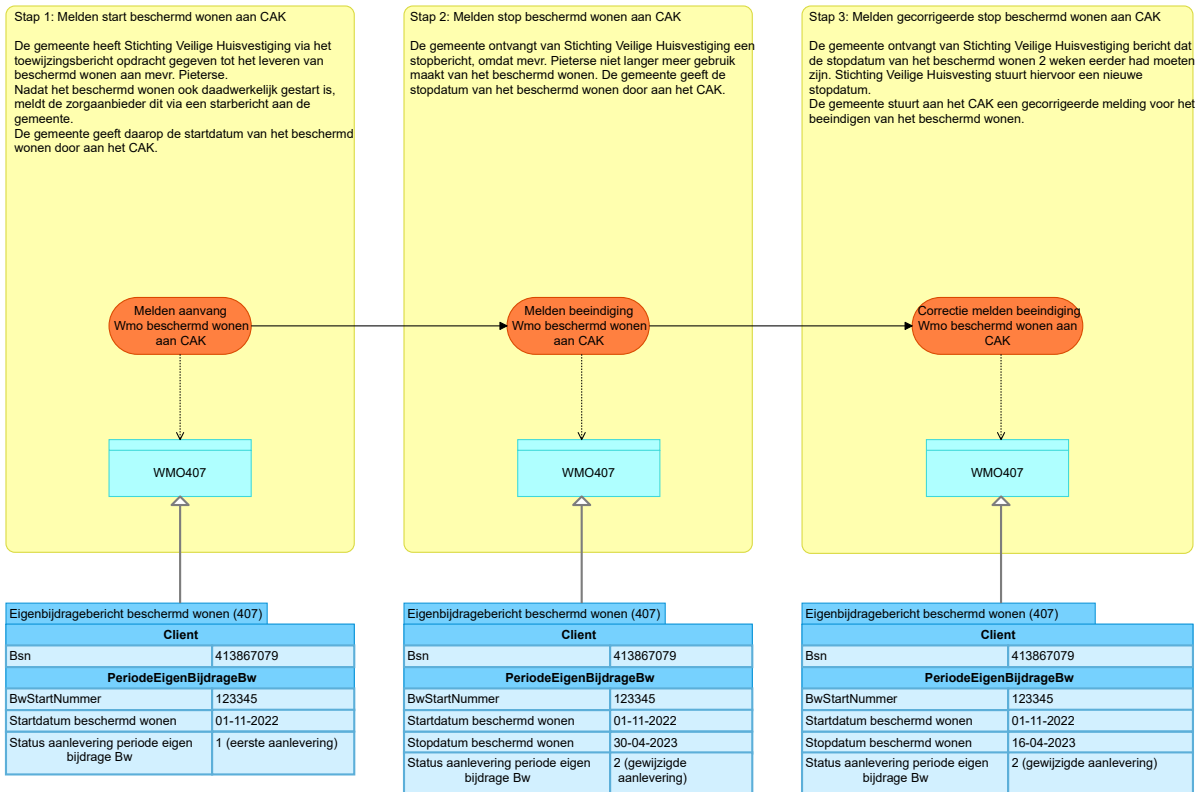 Stap 1: Melden start beschermd wonen aan CAK
De gemeente heeft Stichting Veilige Huisvestiging via het
toewijzingsbericht opdracht gegeven tot het leveren van
beschermd wonen aan mevr. Pieterse.
Nadat het beschermd wonen ook daadwerkelijk gestart is,
meldt de zorgaanbieder dit via een starbericht aan de
gemeente.
De gemeente geeft daarop de startdatum van het beschermd
wonen door aan het CAK.
Melden aanvang
Wmo beschermd wonen
aan CAK
WMO407
Eigenbijdragebericht beschermd wonen (407)
Client
Bsn 413867079
PeriodeEigenBijdrageBw
BwStartNummer 123345
Startdatum beschermd wonen 01-11-2022
Status aanlevering periode eigen 1 (eerste aanlevering)
bijdrage Bw
Stap 2: Melden stop beschermd wonen aan CAK
De gemeente ontvangt van Stichting Veilige Huisvestiging een
stopbericht, omdat mevr. Pieterse niet langer meer gebruik
maakt van het beschermd wonen. De gemeente geeft de
stopdatum van het beschermd wonen door aan het CAK.
Melden beeindiging
Wmo beschermd wonen
aan CAK
WMO407
Eigenbijdragebericht beschermd wonen (407)
Client
Bsn 413867079
PeriodeEigenBijdrageBw
BwStartNummer 123345
Startdatum beschermd wonen 01-11-2022
Stopdatum beschermd wonen 30-04-2023
Status aanlevering periode eigen 2 (gewijzigde
bijdrage Bw aanlevering)
Stap 3: Melden gecorrigeerde stop beschermd wonen aan CAK
De gemeente ontvangt van Stichting Veilige Huisvestiging bericht dat
de stopdatum van het beschermd wonen 2 weken eerder had moeten
zijn. Stichting Veilige Huisvesting stuurt hiervoor een nieuwe
stopdatum.
De gemeente stuurt aan het CAK een gecorrigeerde melding voor het
beeindigen van het beschermd wonen.
Correctie melden beeindiging
Wmo beschermd wonen aan
CAK
WMO407
Eigenbijdragebericht beschermd wonen (407)
Client
Bsn 413867079
PeriodeEigenBijdrageBw
BwStartNummer 123345
Startdatum beschermd wonen 01-11-2022
Stopdatum beschermd wonen 16-04-2023
Status aanlevering periode eigen 2 (gewijzigde aanlevering)
bijdrage Bw